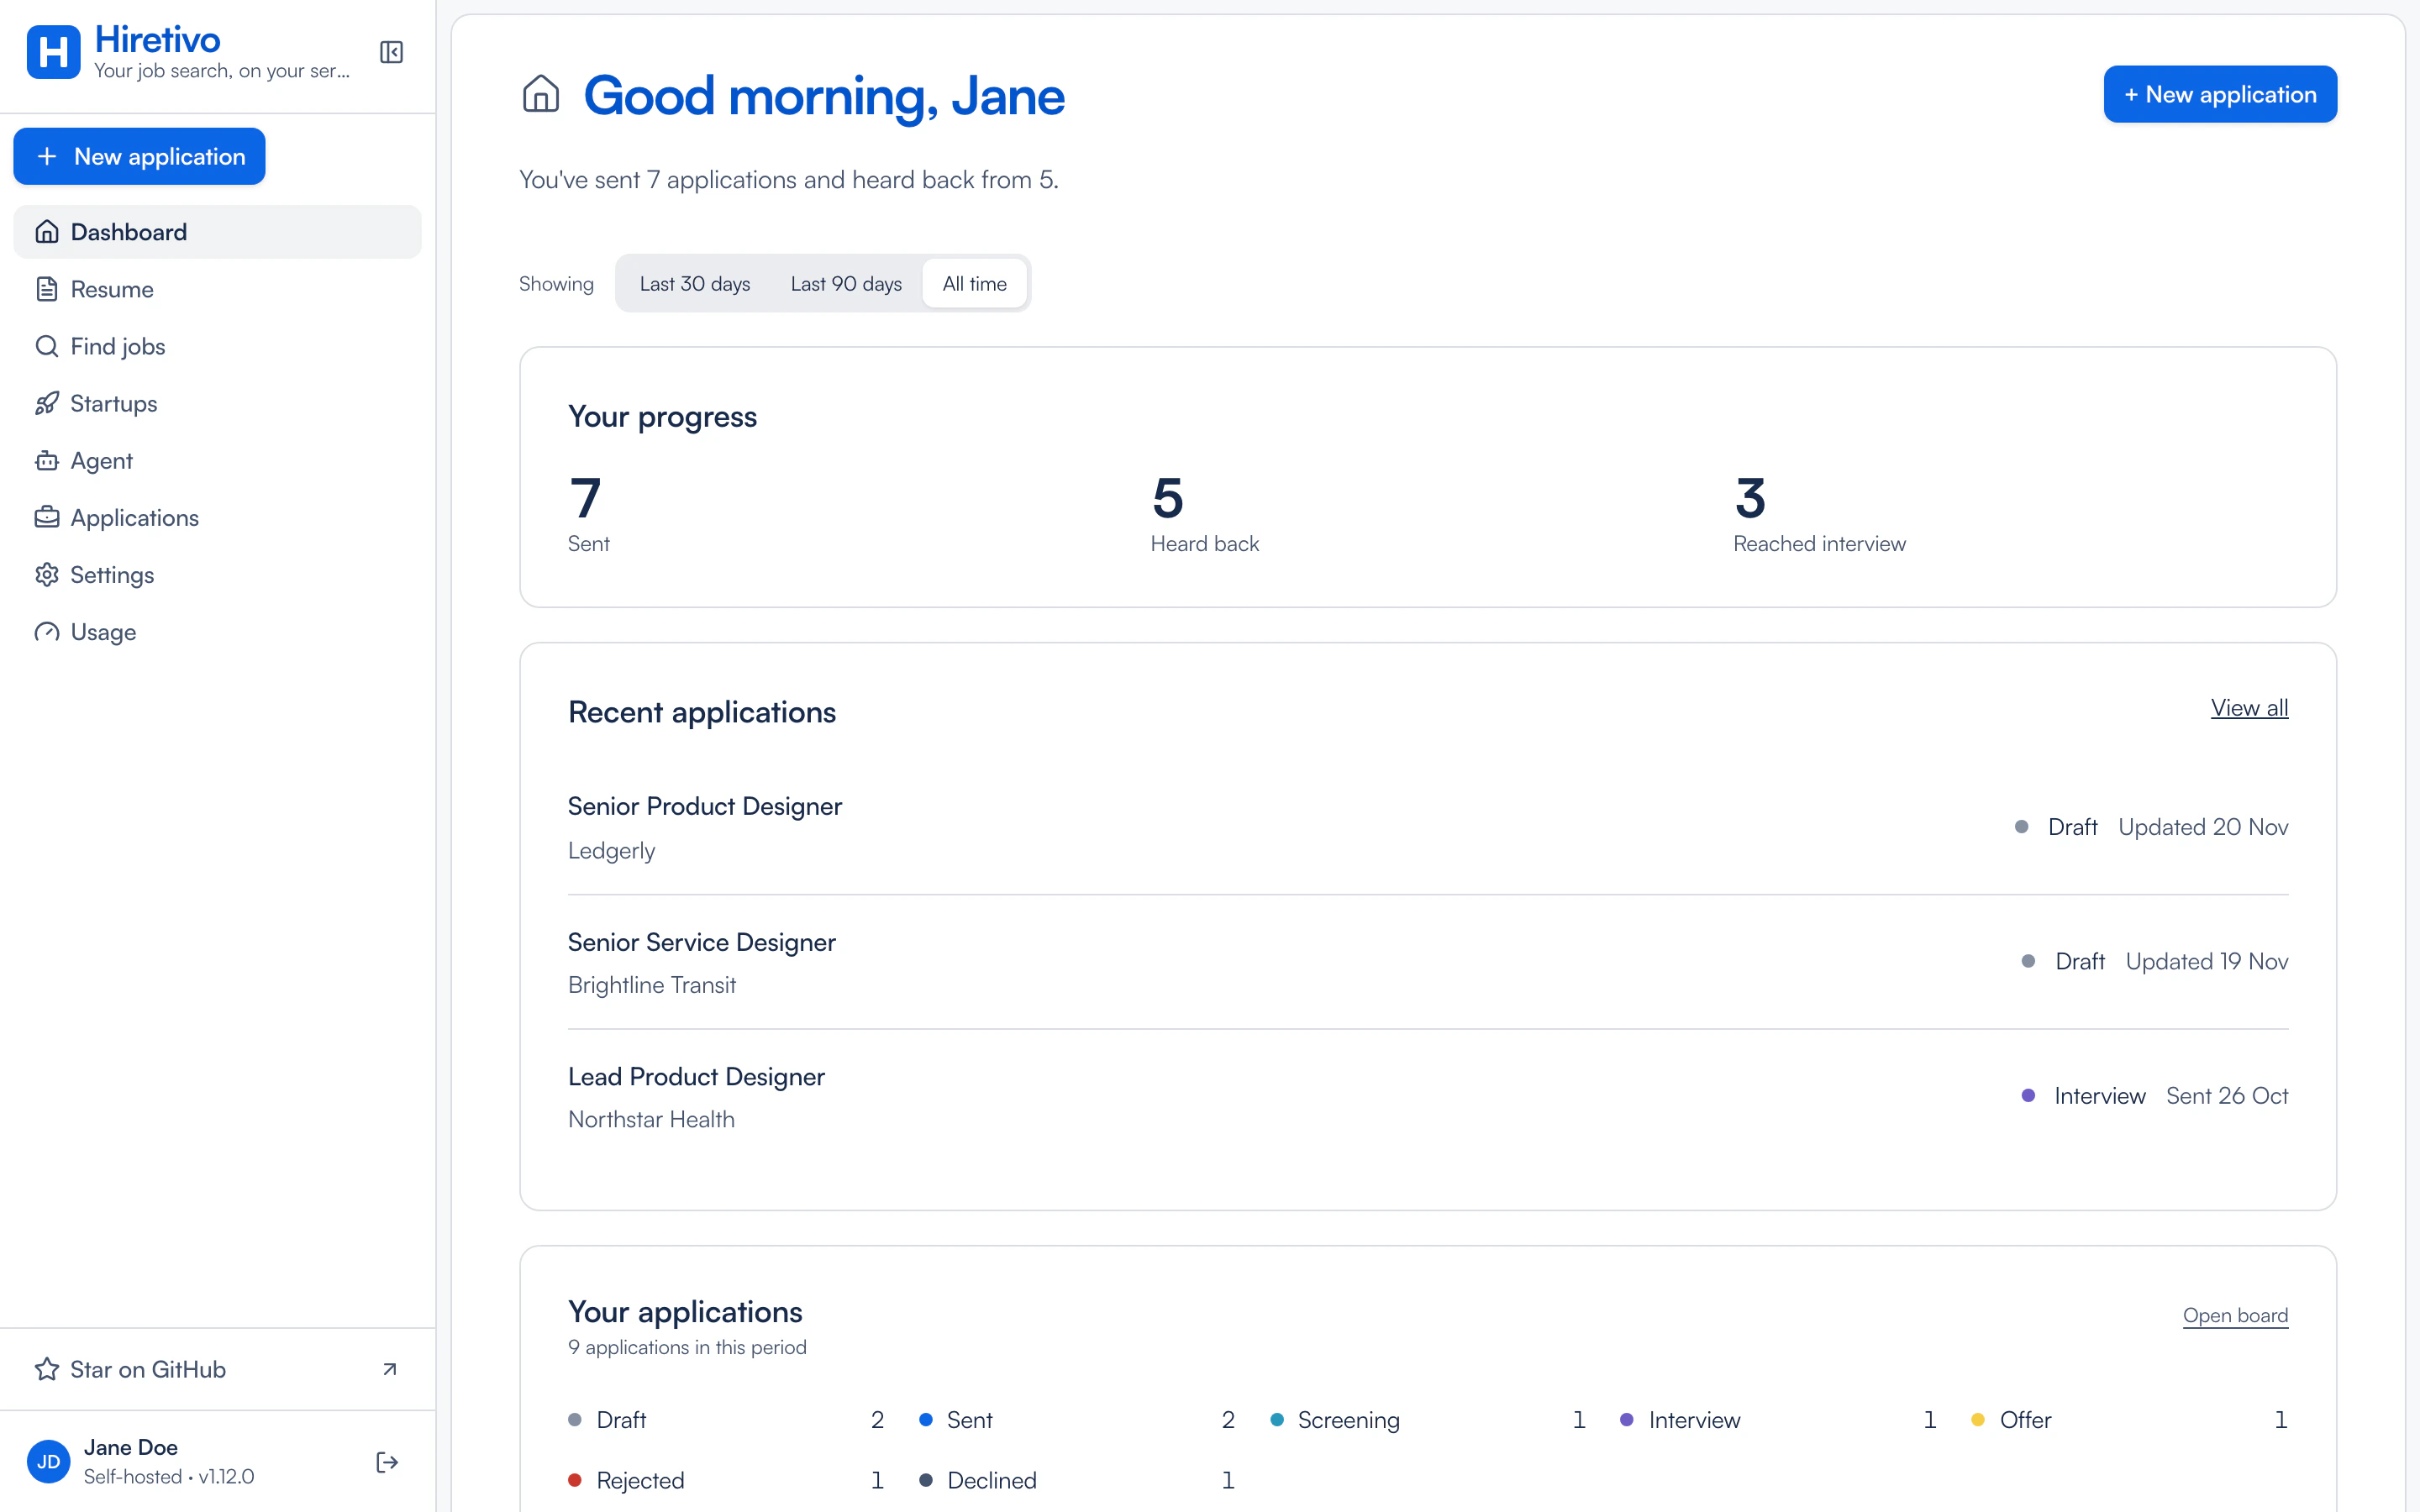 H
Hiretivo
Your job search, on your ser...
+ New application
Dashboard
Resume
Find jobs
Startups
Agent
Applications
Settings
Usage
Star on GitHub
JD
Jane Doe
Self-hosted • v1.12.0
Good morning, Jane
+ New application
You've sent 7 applications and heard back from 5.
Showing Last 30 days Last 90 days All time
Your progress
7 5 3
Sent Heard back Reached interview
Recent applications View all
Senior Product Designer
Ledgerly
Draft Updated 20 Nov
Senior Service Designer
Brightline Transit
Draft Updated 19 Nov
Lead Product Designer
Northstar Health
Interview Sent 26 Oct
Your applications
9 applications in this period
Open board
Draft 2 Sent 2 Screening 1 Interview 1 Offer 1
Rejected 1 Declined 1